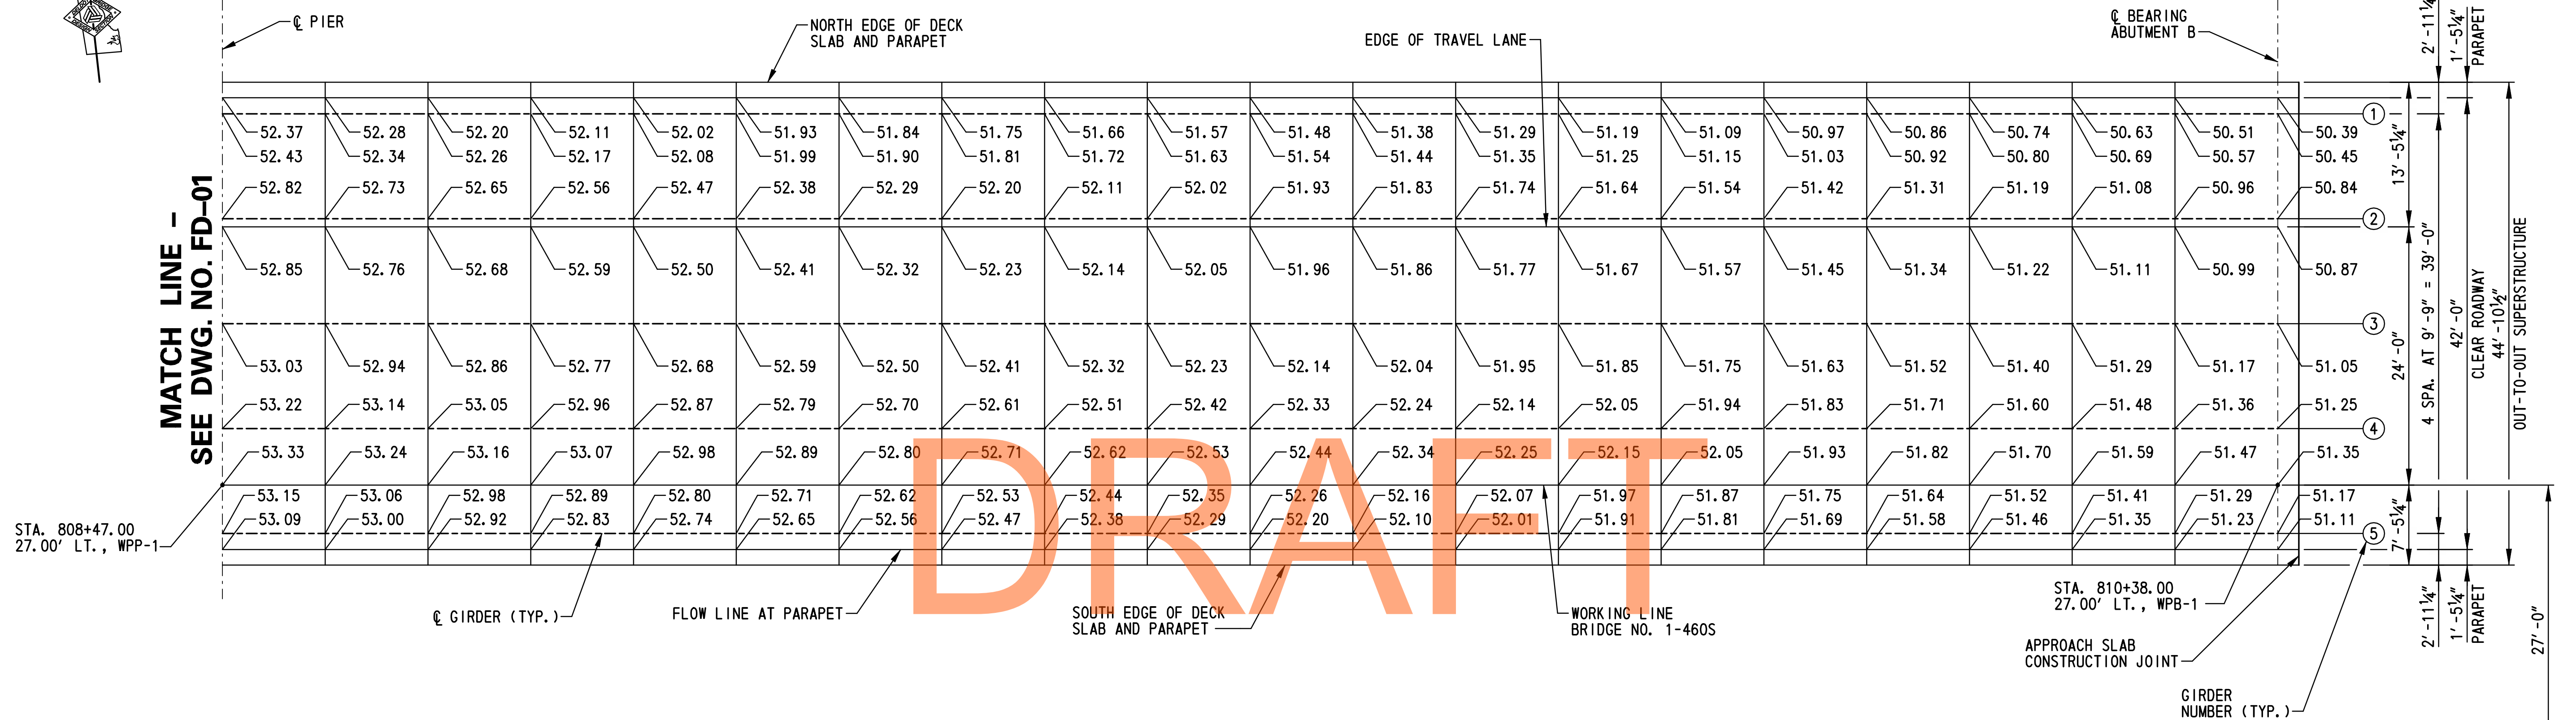 ℄ PIER
NORTH EDGE OF DECK
SLAB AND PARAPET
EDGE OF TRAVEL LANE
℄ BEARING
ABUTMENT B
2'-11¼"
1'-5¼"
PARAPET
52.37 52.28 52.20 52.11 52.02 51.93 51.84 51.75 51.66 51.57 51.48 51.38 51.29 51.19 51.09 50.97 50.86 50.74 50.63 50.51 50.39
52.43 52.34 52.26 52.17 52.08 51.99 51.90 51.81 51.72 51.63 51.54 51.44 51.35 51.25 51.15 51.03 50.92 50.80 50.69 50.57 50.45
52.82 52.73 52.65 52.56 52.47 52.38 52.29 52.20 52.11 52.02 51.93 51.83 51.74 51.64 51.54 51.42 51.31 51.19 51.08 50.96 50.84
52.85 52.76 52.68 52.59 52.50 52.41 52.32 52.23 52.14 52.05 51.96 51.86 51.77 51.67 51.57 51.45 51.34 51.22 51.11 50.99 50.87
53.03 52.94 52.86 52.77 52.68 52.59 52.50 52.41 52.32 52.23 52.14 52.04 51.95 51.85 51.75 51.63 51.52 51.40 51.29 51.17 51.05
53.22 53.14 53.05 52.96 52.87 52.79 52.70 52.61 52.51 52.42 52.33 52.24 52.14 52.05 51.94 51.83 51.71 51.60 51.48 51.36 51.25
53.33 53.24 53.16 53.07 52.98 52.89 52.80 52.71 52.62 52.53 52.44 52.34 52.25 52.15 52.05 51.93 51.82 51.70 51.59 51.47 51.35
53.15 53.06 52.98 52.89 52.80 52.71 52.62 52.53 52.44 52.35 52.26 52.16 52.07 51.97 51.87 51.75 51.64 51.52 51.41 51.29 51.17
53.09 53.00 52.92 52.83 52.74 52.65 52.56 52.47 52.38 52.29 52.20 52.10 52.01 51.91 51.81 51.69 51.58 51.46 51.35 51.23 51.11
1
2
3
4
5
MATCH LINE -
SEE DWG. NO. FD-01
13'-5¼"
24'-0"
7'-5¼"
4 SPA. AT 9'-9" = 39'-0"
42'-0"
CLEAR ROADWAY
44'-10½"
OUT-TO-OUT SUPERSTRUCTURE
DRAFT
STA. 808+47.00
27.00' LT., WPP-1
℄ GIRDER (TYP.)
FLOW LINE AT PARAPET
SOUTH EDGE OF DECK
SLAB AND PARAPET
WORKING LINE
BRIDGE NO. 1-460S
STA. 810+38.00
27.00' LT., WPB-1
APPROACH SLAB
CONSTRUCTION JOINT
GIRDER
NUMBER (TYP.)
2'-11¼"
1'-5¼"
PARAPET
27'-0"